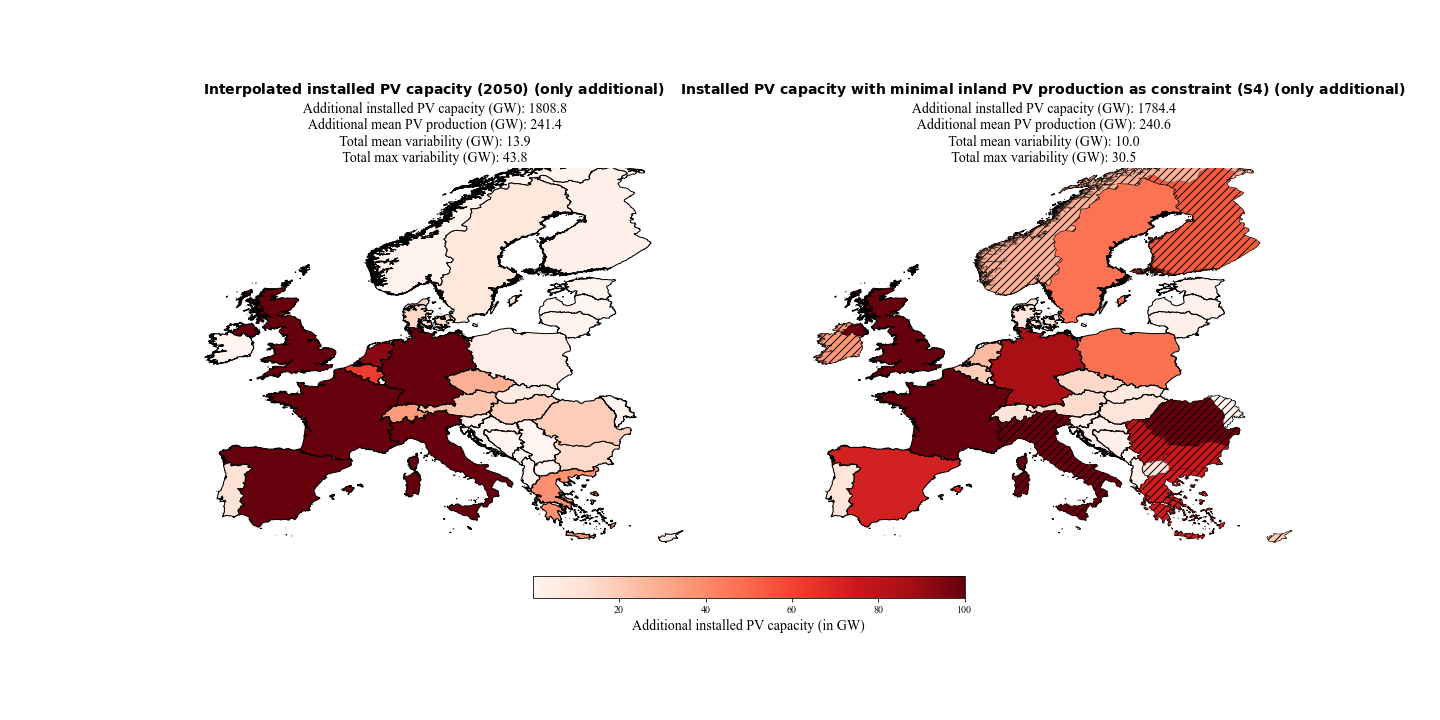 Interpolated installed PV capacity (2050) (only additional)
Additional installed PV capacity (GW): 1808.8
Additional mean PV production (GW): 241.4
Total mean variability (GW): 13.9
Total max variability (GW): 43.8
Installed PV capacity with minimal inland PV production as constraint (S4) (only additional)
Additional installed PV capacity (GW): 1784.4
Additional mean PV production (GW): 240.6
Total mean variability (GW): 10.0
Total max variability (GW): 30.5
20 40 60 80 100
Additional installed PV capacity (in GW)